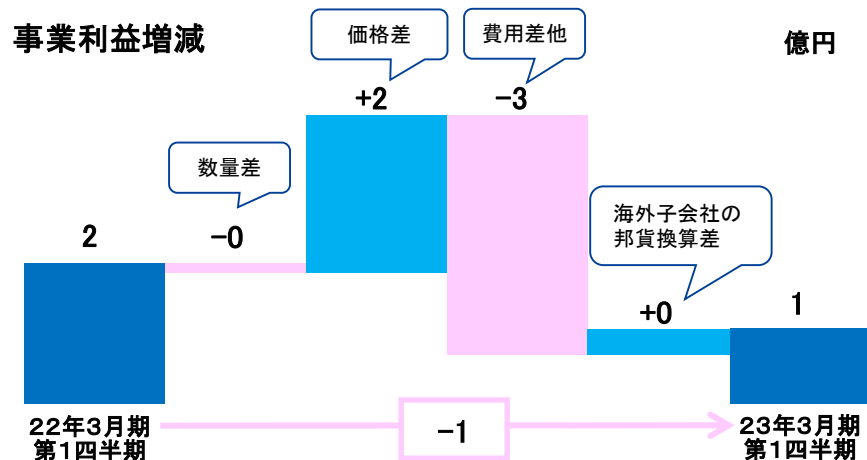 事業利益増減
億円
価格差
費用差他
+2
-3
数量差
2
-0
海外子会社の
邦貨換算差
+0
1
22年3月期
第1四半期
-1
23年3月期
第1四半期